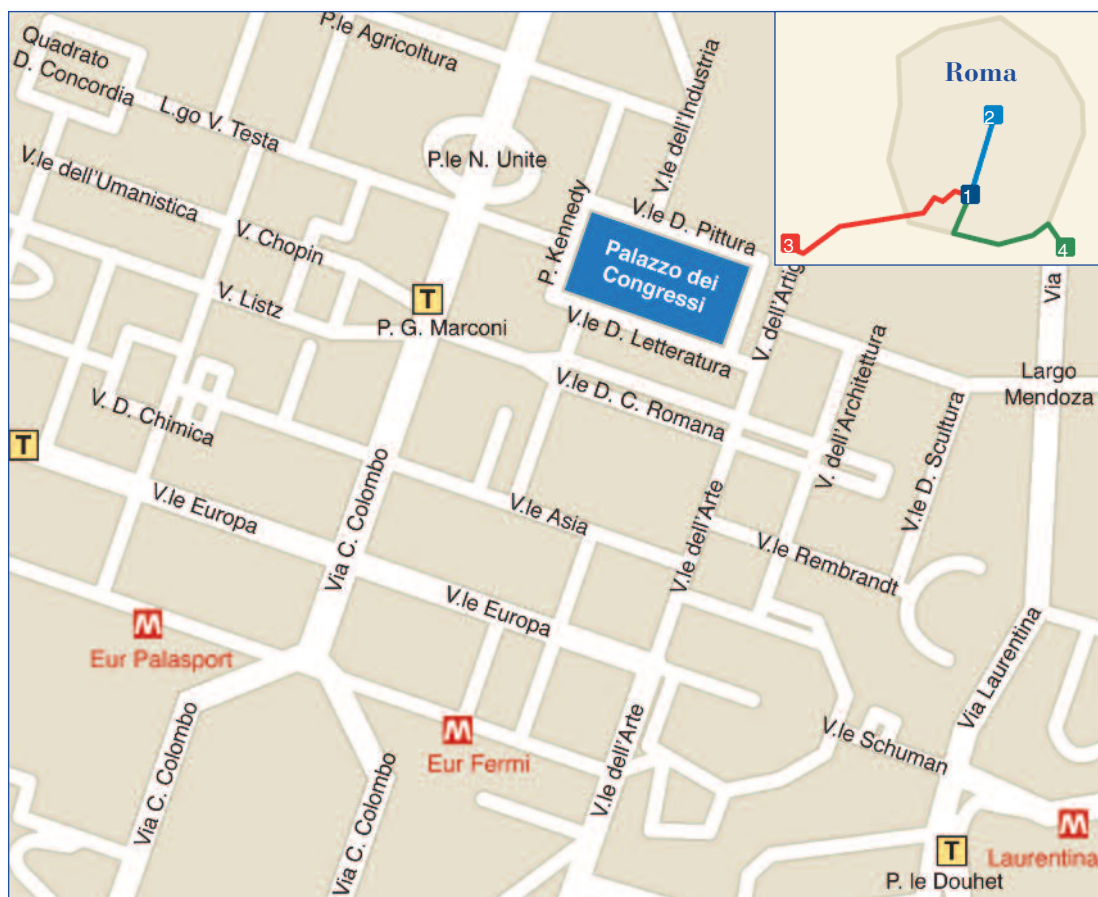 P.le Agricoltura
Quadrato
D. Concordia
L.go V. Testa
V.le dell'Industria
Roma
2
1
3
4
P.le N. Unite
V.le dell'Umanistica
P. Kennedy
V.le D. Pittura
V. Chopin
Palazzo dei
Congressi
V. dell'Artig
Via
V. Listz
T
P. G. Marconi
V.le D. Letteratura
Largo
Mendoza
V. dell'Architettura
V.le D. C. Romana
V.le D. Scultura
V. D. Chimica
T
V.le Europa
Via C. Colombo
V.le Asia
V.le dell'Arte
V.le Rembrandt
V.le Europa
M
Eur Palasport
Via Laurentina
M
Eur Fermi
V.le dell'Arte
V.le Schuman
Via C. Colombo
Via C. Colombo
M
Laurentina
T
P. le Douhet